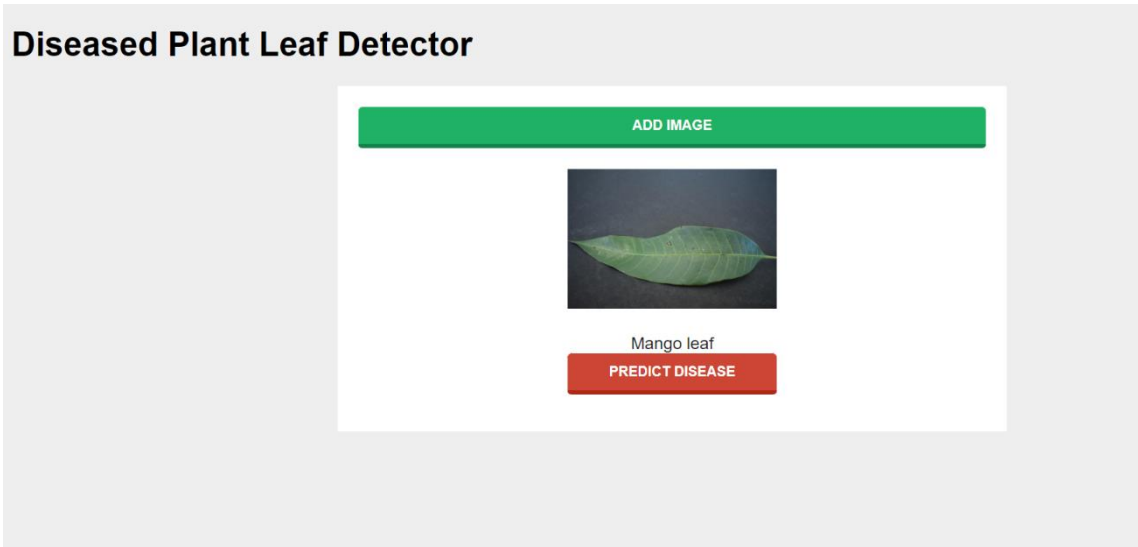 Diseased Plant Leaf Detector
ADD IMAGE
Mango leaf
PREDICT DISEASE